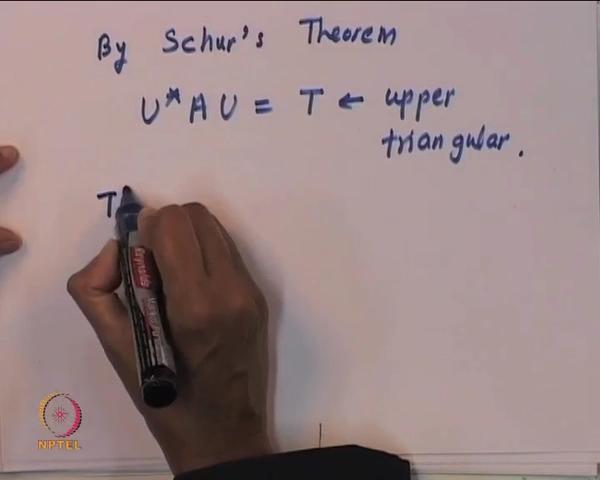 By Schur's Theorem
U*AU = T ← upper
triangular.
T
NPTEL